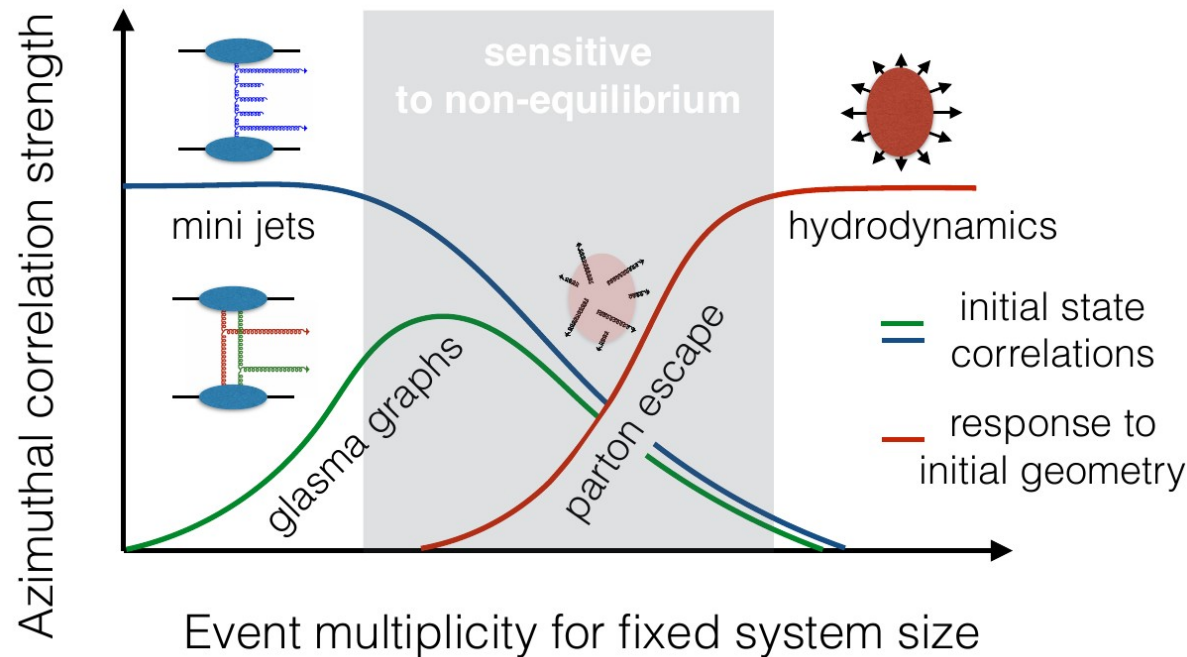 Azimuthal correlation strength
sensitive
to non-equilibrium
mini jets
hydrodynamics
glasma graphs
parton escape
initial state
correlations
response to
initial geometry
Event multiplicity for fixed system size